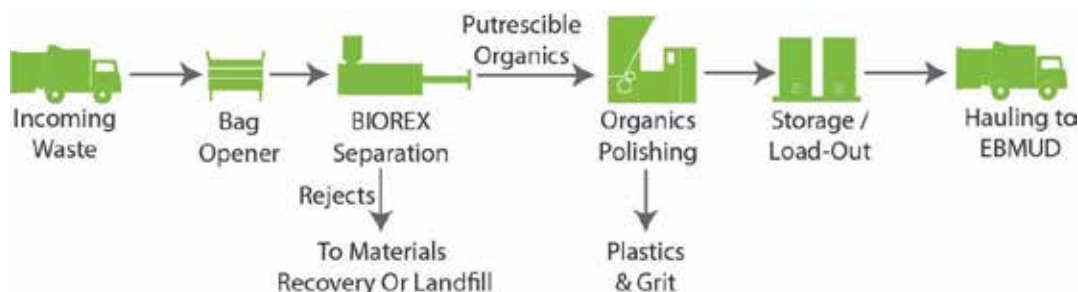 Putrescible
Organics
Incoming
Waste
Bag
Opener
BIOREX
Separation
Organics
Polishing
Storage /
Load-Out
Hauling to
EBMUD
Rejects
To Materials
Recovery Or Landfill
Plastics
& Grit